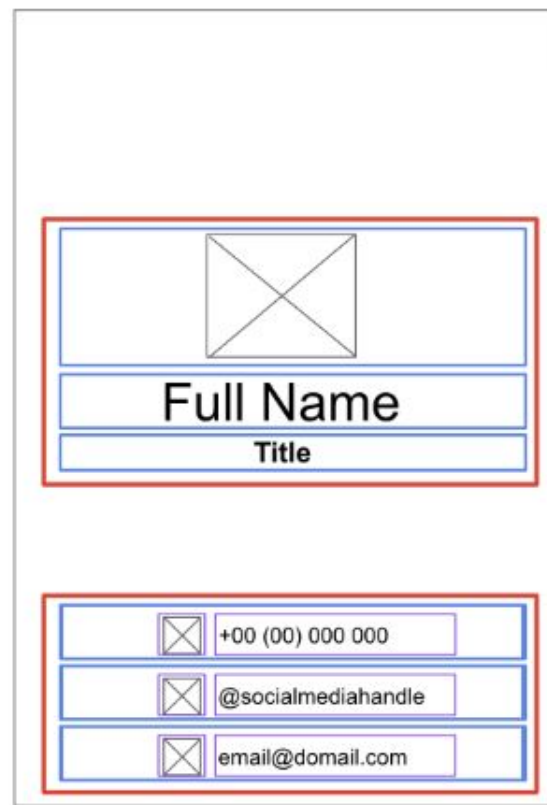 Full Name
Title
+00 (00) 000 000
@socialmediahandle
email@domail.com